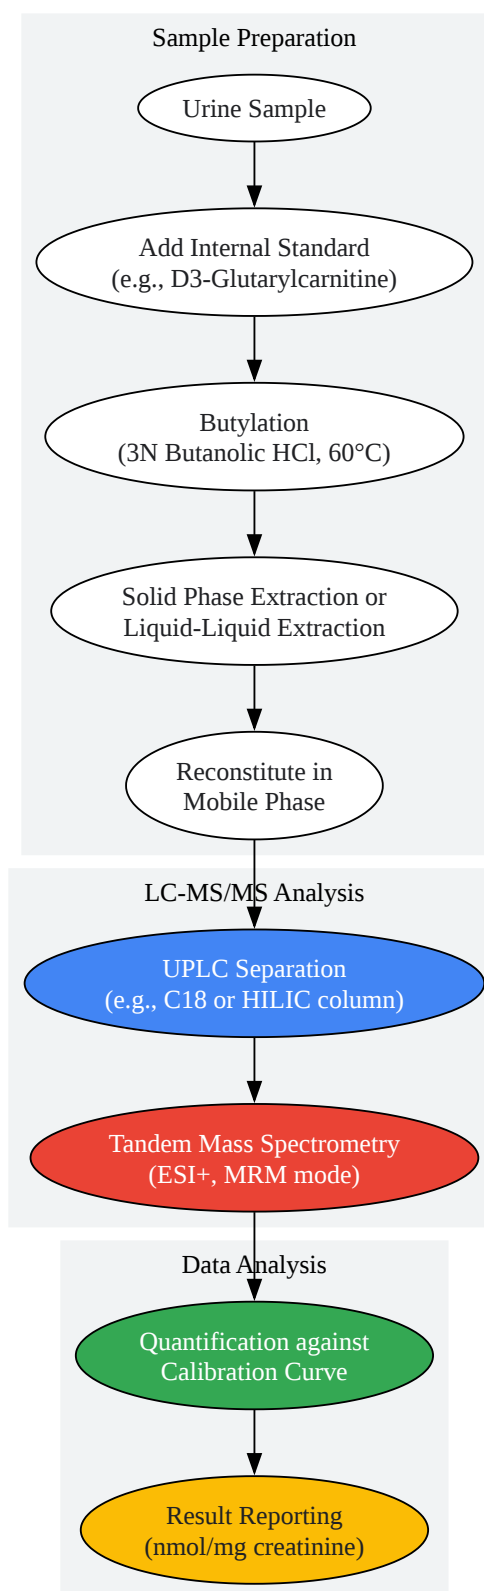 Sample Preparation
Urine Sample
Add Internal Standard
(e.g., D3-Glutarylcarnitine)
Butylation
(3N Butanolic HCl, 60°C)
Solid Phase Extraction or
Liquid-Liquid Extraction
Reconstitute in
Mobile Phase
LC-MS/MS Analysis
UPLC Separation
(e.g., C18 or HILIC column)
Tandem Mass Spectrometry
(ESI+, MRM mode)
Data Analysis
Quantification against
Calibration Curve
Result Reporting
(nmol/mg creatinine)